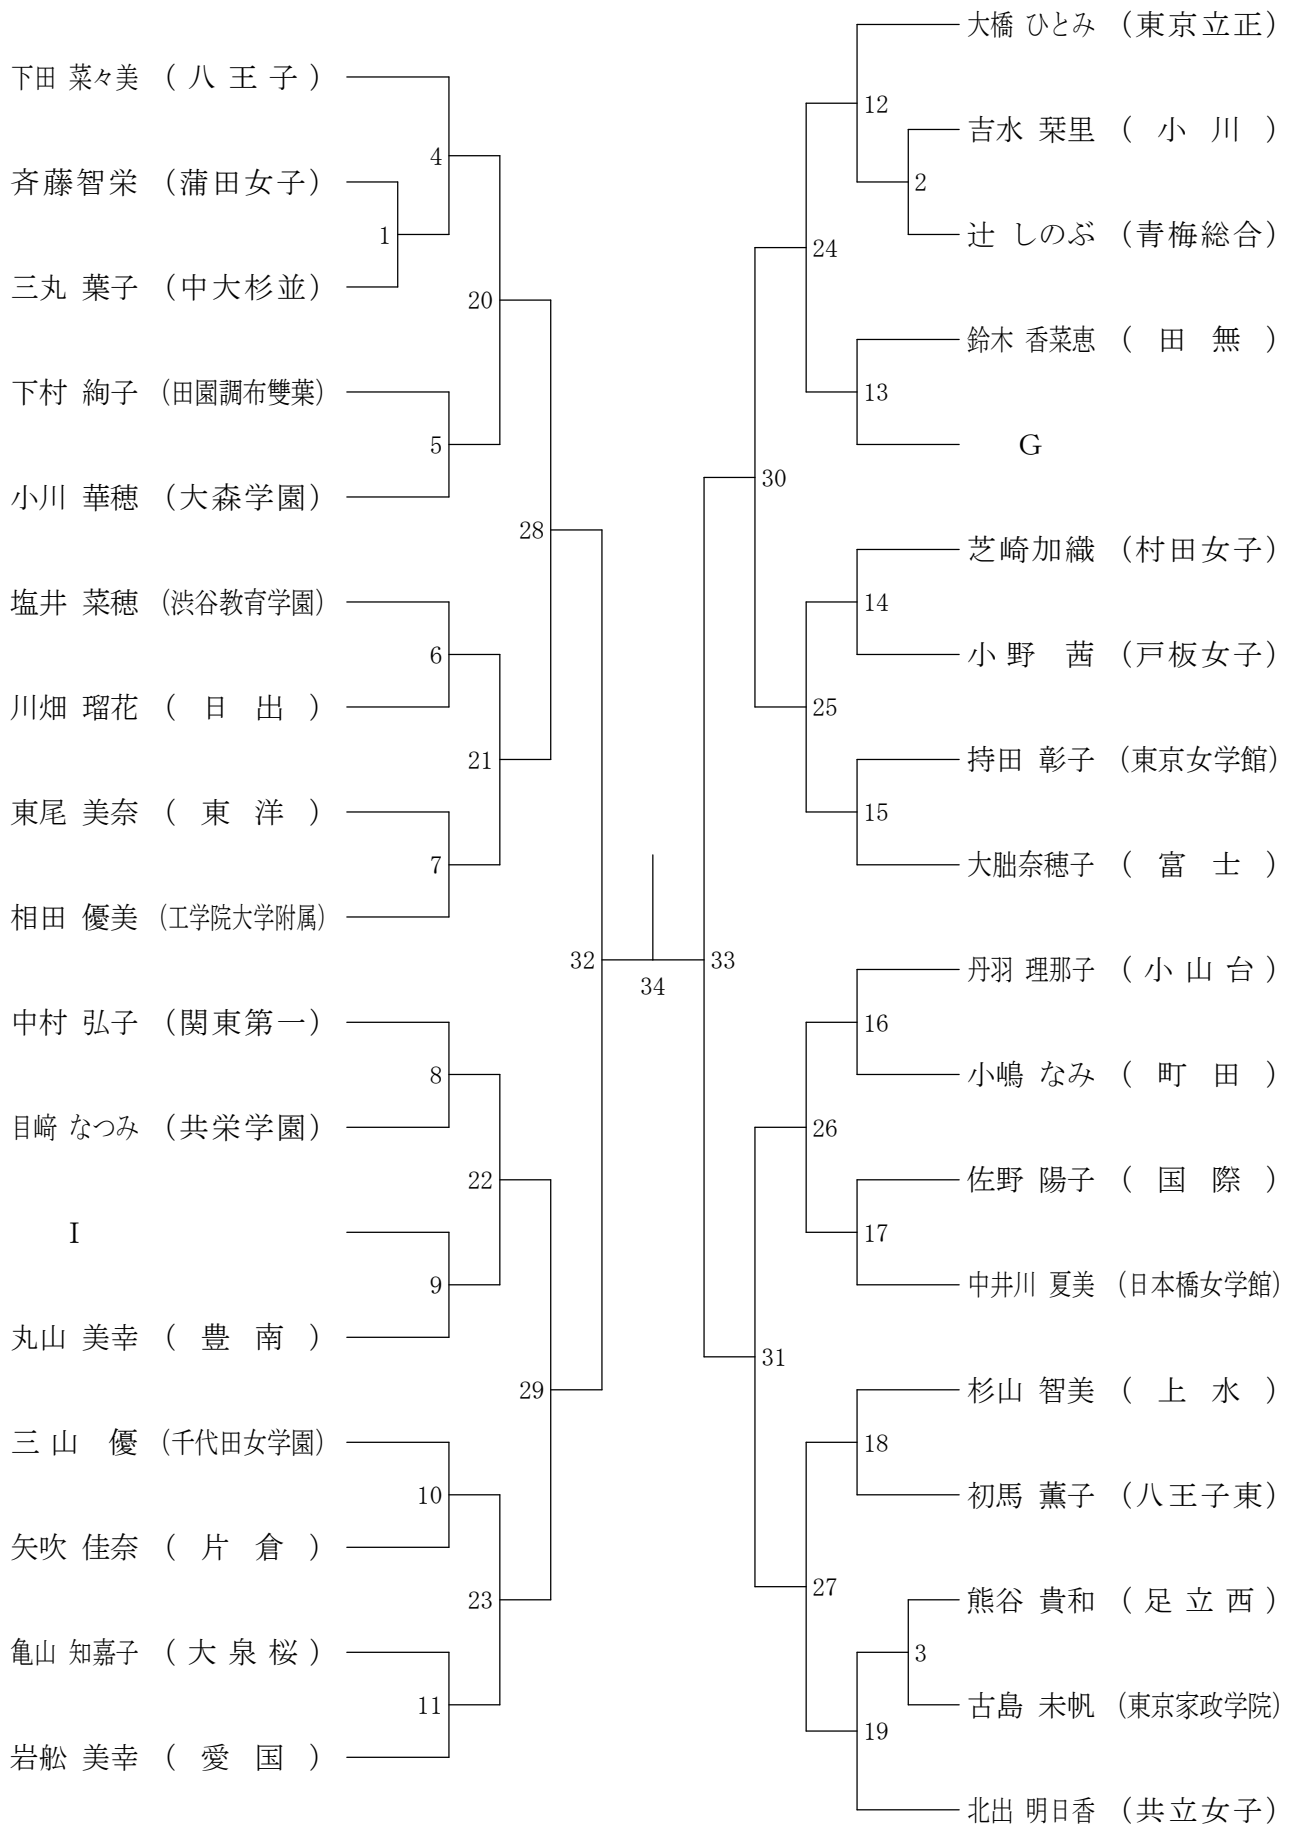 下田 菜々美 ( 八 王 子 )
4
斉藤智栄 (蒲田女子)
1
三丸 葉子 (中大杉並)
20
下村 絢子 (田園調布雙葉)
5
小川 華穂 (大森学園)
28
塩井 菜穂 (渋谷教育学園)
6
川畑 瑠花 ( 日 出 )
21
東尾 美奈 ( 東 洋 )
7
相田 優美 (工学院大学附属)
32
34
中村 弘子 (関東第一)
8
目﨑 なつみ (共栄学園)
22
I
9
丸山 美幸 ( 豊 南 )
29
三 山 優 (千代田女学園)
10
矢吹 佳奈 ( 片 倉 )
23
亀山 知嘉子 ( 大 泉 桜 )
11
岩舩 美幸 ( 愛 国 )
大橋 ひとみ (東京立正)
12
吉水 栞里 ( 小 川 )
2
辻 しのぶ (青梅総合)
24
鈴木 香菜恵 ( 田 無 )
13
G
30
芝崎加織 (村田女子)
14
小 野 茜 (戸板女子)
25
持田 彰子 (東京女学館)
15
大朏奈穂子 ( 富 士 )
33
丹羽 理那子 ( 小 山 台 )
16
小嶋 なみ ( 町 田 )
26
佐野 陽子 ( 国 際 )
17
中井川 夏美 (日本橋女学館)
31
杉山 智美 ( 上 水 )
18
初馬 薫子 (八王子東)
27
熊谷 貴和 ( 足 立 西 )
3
古島 未帆 (東京家政学院)
19
北出 明日香 (共立女子)